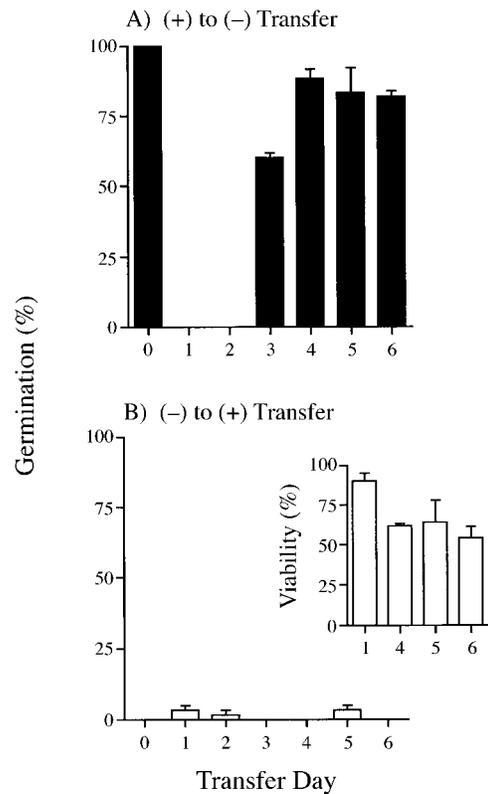 A) (+) to (–) Transfer
100
75
50
25
0
0 1 2 3 4 5 6
Germination (%)
B) (–) to (+) Transfer
100
75
50
25
0
0 1 2 3 4 5 6
Viability (%)
100
75
50
25
0
1 4 5 6
Transfer Day